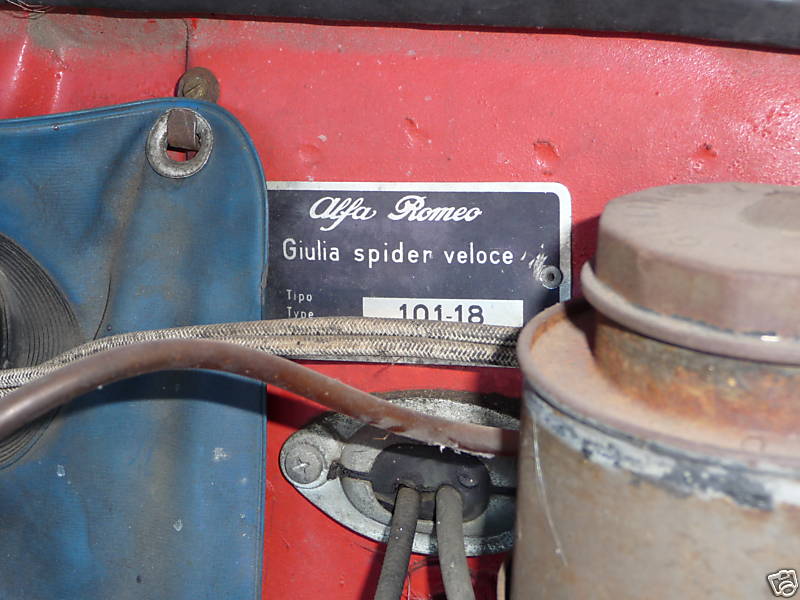 Alfa Romeo
Giulia spider veloce
Tipo
Type
101-18